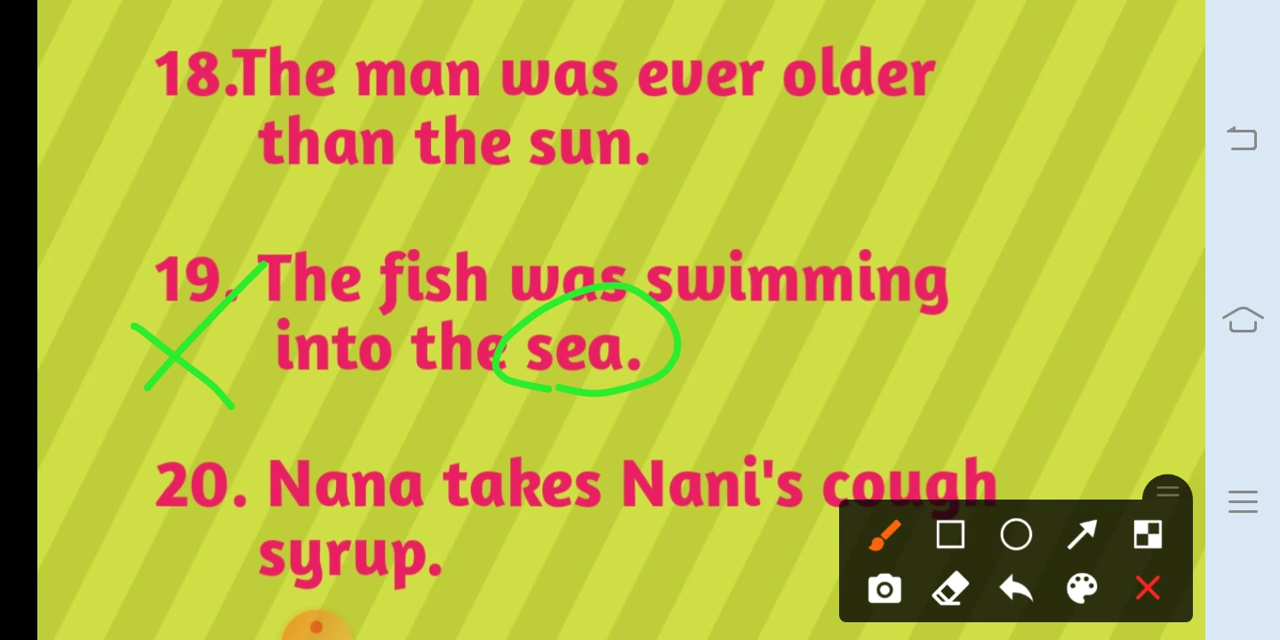 18.The man was ever older
than the sun.
19. The fish was swimming
into the sea.
20. Nana takes Nani's cough
syrup.